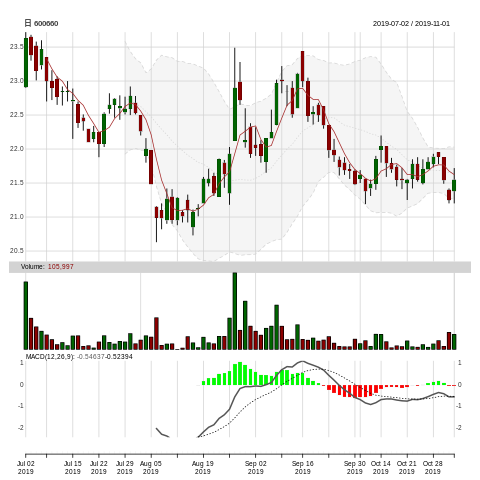 日 600660
2019-07-02 / 2019-11-01
23.5
23.0
22.5
22.0
21.5
21.0
20.5
Volume: 105,997
MACD(12,26,9): -0.54637-0.52394
1 1
0 0
-1 -1
-2 -2
Jul 02 Jul 15 Jul 22 Jul 29 Aug 05 Aug 19 Sep 02 Sep 16 Sep 30 Oct 14 Oct 21 Oct 28
2019 2019 2019 2019 2019 2019 2019 2019 2019 2019 2019 2019